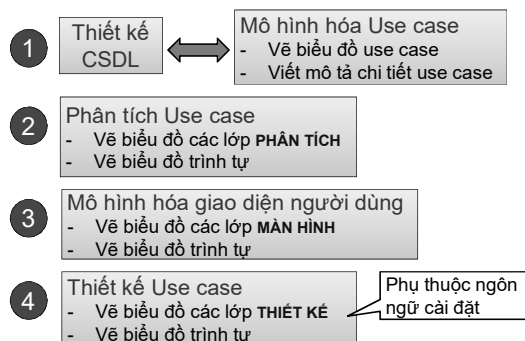 1
Thiết kế
CSDL
Mô hình hóa Use case
- Vẽ biểu đồ use case
- Viết mô tả chi tiết use case
2
Phân tích Use case
- Vẽ biểu đồ các lớp PHÂN TÍCH
- Vẽ biểu đồ trình tự
3
Mô hình hóa giao diện người dùng
- Vẽ biểu đồ các lớp MÀN HÌNH
- Vẽ biểu đồ trình tự
4
Thiết kế Use case
- Vẽ biểu đồ các lớp THIẾT KẾ
- Vẽ biểu đồ trình tự
Phụ thuộc ngôn
ngữ cài đặt